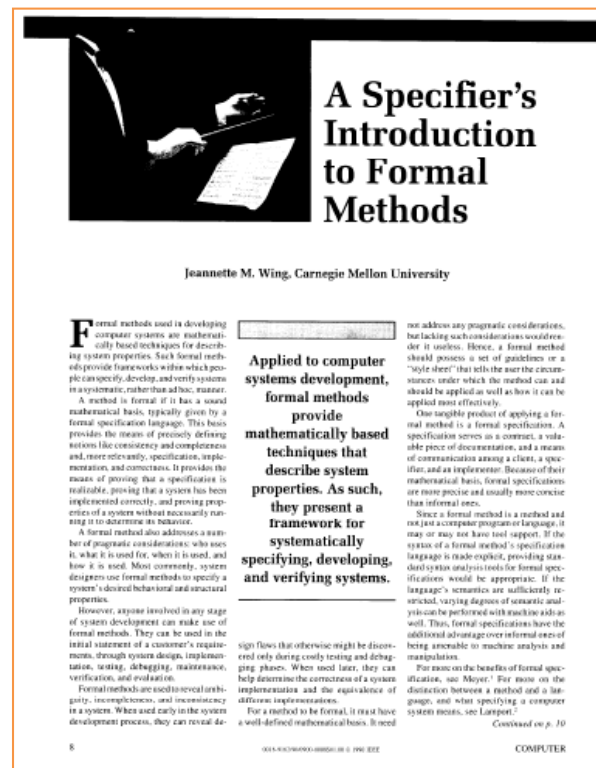 A Specifier's
Introduction
to Formal
Methods
Jeannette M. Wing, Carnegie Mellon University
Formal methods used in developing
computer systems are mathemati-
cally based techniques for describ-
ing system properties. Such formal meth-
ods provide frameworks within which peo-
ple can specify, develop, and verify systems
in a systematic, rather than ad hoc, manner.
A method is formal if it has a sound
mathematical basis, typically given by a
formal specification language. This basis
provides the means of precisely defining
notions like consistency and completeness
and, more relevantly, specification, imple-
mentation, and correctness. It provides the
means of proving that a specification is
realizable, proving that a system has been
implemented correctly, and proving prop-
erties of a system without necessarily run-
ning it to determine its behavior.
A formal method also addresses a num-
ber of pragmatic considerations: who uses
it, what it is used for, when it is used, and
how it is used. Most commonly, system
designers use formal methods to specify a
system's desired behavioral and structural
properties.
However, anyone involved in any stage
of system development can make use of
formal methods. They can be used in the
initial statement of a customer's require-
ments, through system design, implemen-
tation, testing, debugging, maintenance,
verification, and evaluation.
Formal methods are used to reveal ambi-
guity, incompleteness, and inconsistency
in a system. When used early in the system
development process, they can reveal de-
Applied to computer
systems development,
formal methods
provide
mathematically based
techniques that
describe system
properties. As such,
they present a
framework for
systematically
specifying, developing,
and verifying systems.
sign flaws that otherwise might be discov-
ered only during costly testing and debug-
ging phases. When used later, they can
help determine the correctness of a system
implementation and the equivalence of
different implementations.
For a method to be formal, it must have
a well-defined mathematical basis. It need
not address any pragmatic considerations,
but lacking such considerations would ren-
der it useless. Hence, a formal method
should possess a set of guidelines or a
"style sheet" that tells the user the circum-
stances under which the method can and
should be applied as well as how it can be
applied most effectively.
One tangible product of applying a for-
mal method is a formal specification. A
specification serves as a contract, a valu-
able piece of documentation, and a means
of communication among a client, a spec-
ifier, and an implementer. Because of their
mathematical basis, formal specifications
are more precise and usually more concise
than informal ones.
Since a formal method is a method and
not just a computer program or language, it
may or may not have tool support. If the
syntax of a formal method's specification
language is made explicit, providing stan-
dard syntax analysis tools for formal spec-
ifications would be appropriate. If the
language's semantics are sufficiently re-
stricted, varying degrees of semantic anal-
ysis can be performed with machine aids as
well. Thus, formal specifications have the
additional advantage over informal ones of
being amenable to machine analysis and
manipulation.
For more on the benefits of formal spec-
ification, see Meyer.¹ For more on the
distinction between a method and a lan-
guage, and what specifying a computer
system means, see Lamport.²
Continued on p. 10
8
© 1990 IEEE
COMPUTER